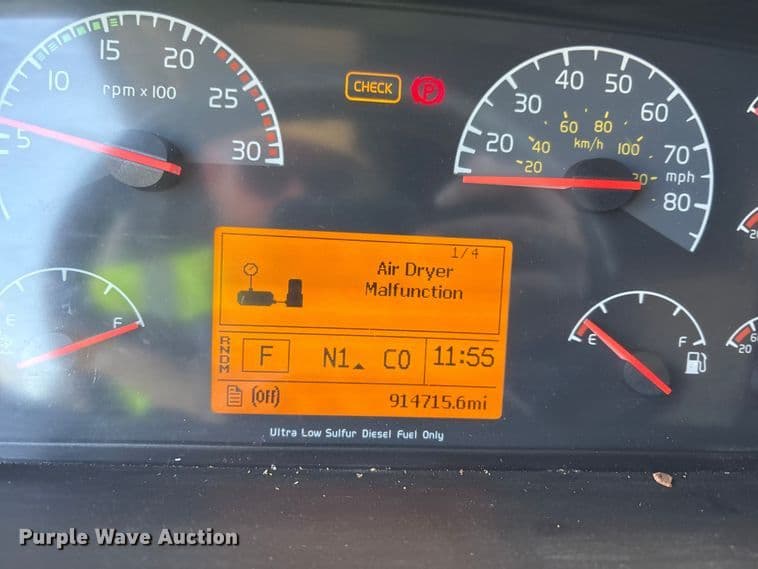 5
10
15
20
25
30
rpm x 100
CHECK
P
20
30
40
50
60
70
80
mph
20
40
60
80
100
km/h
1/4
Air Dryer
Malfunction
R
N
D
M
F
N1
C0
11:55
(Off)
914715.6mi
E
F
E
F
Ultra Low Sulfur Diesel Fuel Only
Purple Wave Auction